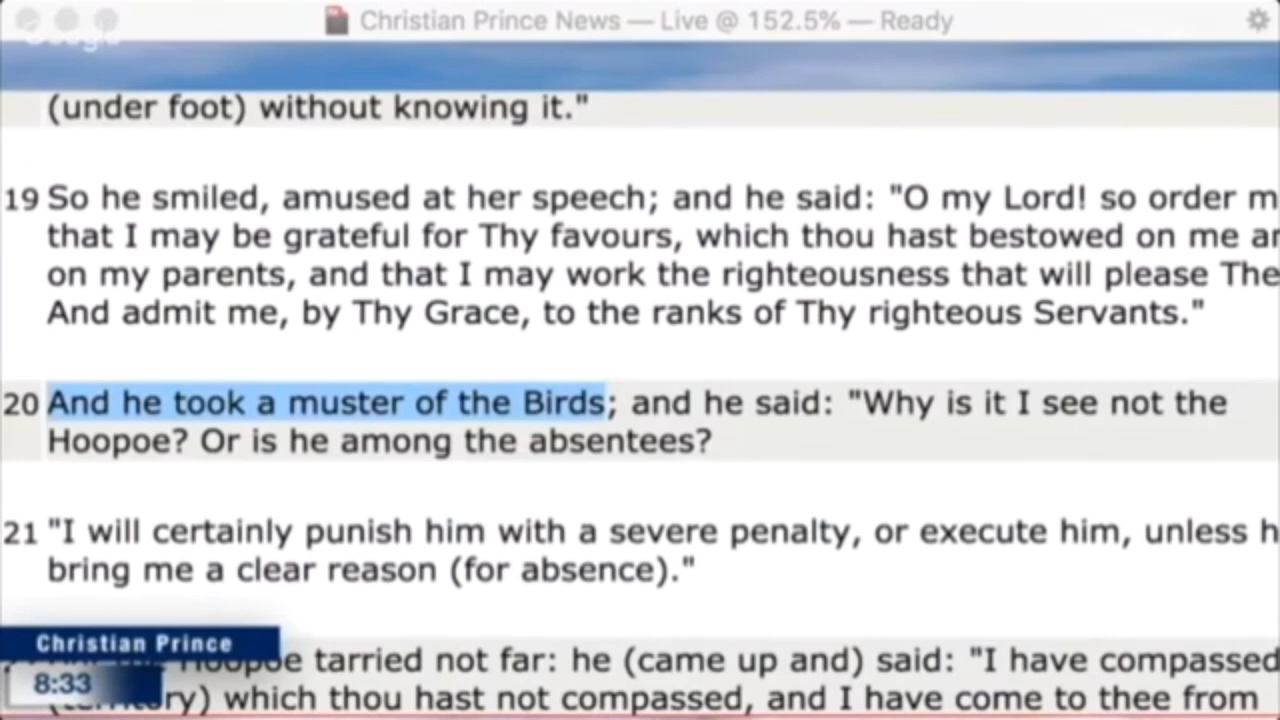 Christian Prince News — Live @ 152.5% — Ready
Google
(under foot) without knowing it."
19 So he smiled, amused at her speech; and he said: "O my Lord! so order m
that I may be grateful for Thy favours, which thou hast bestowed on me ar
on my parents, and that I may work the righteousness that will please The
And admit me, by Thy Grace, to the ranks of Thy righteous Servants."
20 And he took a muster of the Birds; and he said: "Why is it I see not the
Hoopoe? Or is he among the absentees?
21 "I will certainly punish him with a severe penalty, or execute him, unless h
bring me a clear reason (for absence)."
Christian Prince
Hoopoe tarried not far: he (came up and) said: "I have compassed
8:33
(territory) which thou hast not compassed, and I have come to thee from